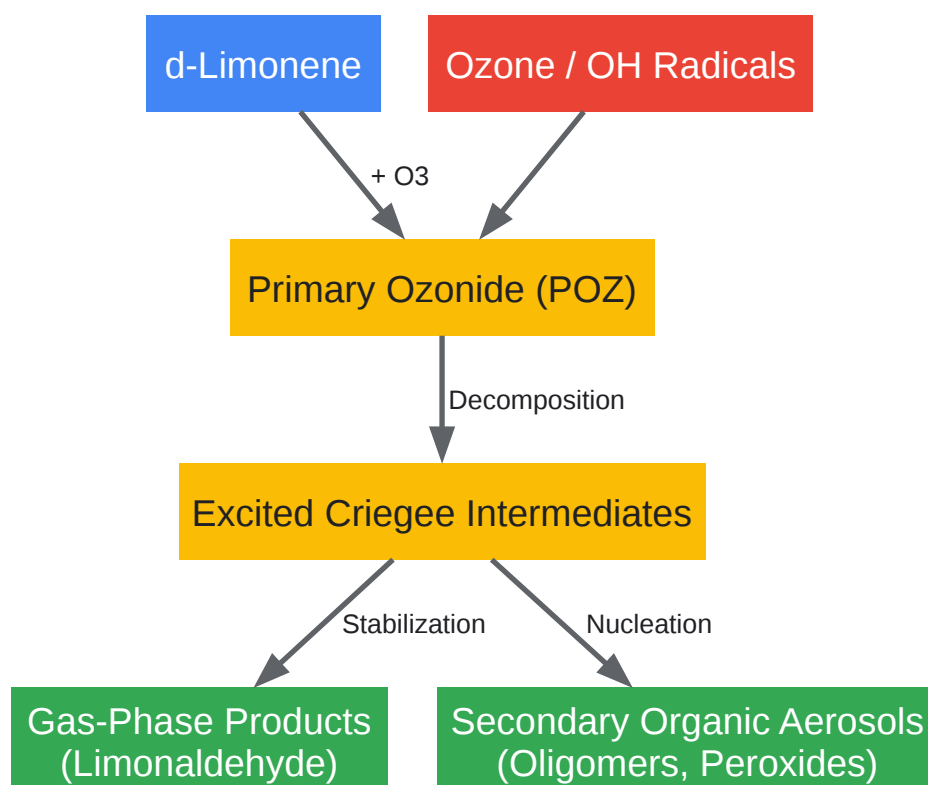 d-Limonene
Ozone / OH Radicals
+ O3
Primary Ozonide (POZ)
Decomposition
Excited Criegee Intermediates
Stabilization
Nucleation
Gas-Phase Products
(Limonaldehyde)
Secondary Organic Aerosols
(Oligomers, Peroxides)